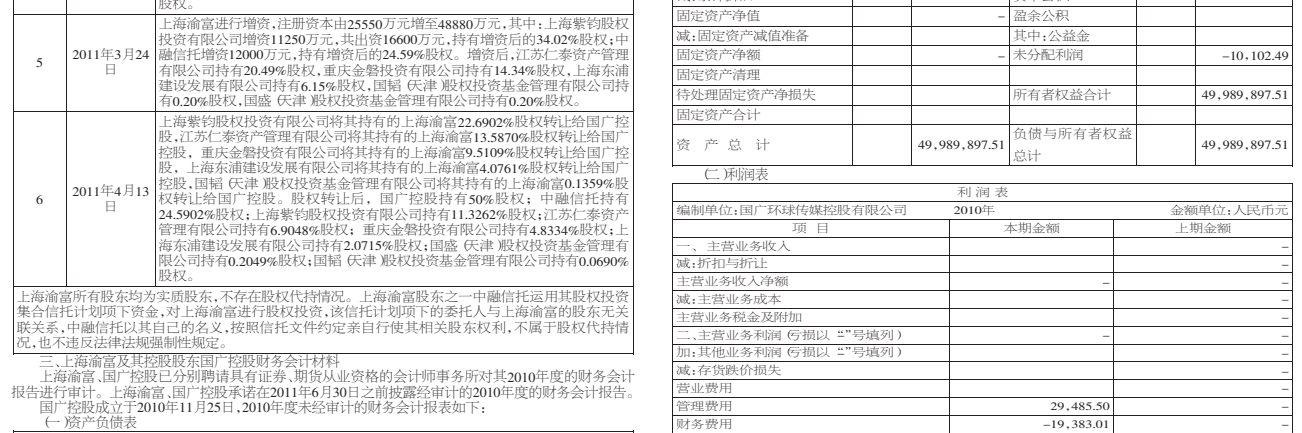 股权。
5
2011年3月24日
上海渝富进行增资,注册资本由25550万元增至48880万元,其中:上海紫钧股权
投资有限公司增资11250万元,共出资16600万元,持有增资后的34.02%股权;中
融信托增资12000万元,持有增资后的24.59%股权。增资后,江苏仁泰资产管理
有限公司持有20.49%股权,重庆金磐投资有限公司持有14.34%股权,上海东浦
建设发展有限公司持有6.15%股权,国韬(天津)股权投资基金管理有限公司持
有0.20%股权,国盛(天津)股权投资基金管理有限公司持有0.20%股权。
6
2011年4月13日
上海紫钧股权投资有限公司将其持有的上海渝富22.6902%股权转让给国广控
股,江苏仁泰资产管理有限公司将其持有的上海渝富13.5870%股权转让给国广
控股，重庆金磐投资有限公司将其持有的上海渝富9.5109%股权转让给国广控
股，上海东浦建设发展有限公司将其持有的上海渝富4.0761%股权转让给国广
控股,国韬(天津)股权投资基金管理有限公司将其持有的上海渝富0.1359%股
权转让给国广控股。股权转让后，国广控股持有50%股权；中融信托持有
24.5902%股权;上海紫钧股权投资有限公司持有11.3262%股权;江苏仁泰资产
管理有限公司持有6.9048%股权；重庆金磐投资有限公司持有4.8334%股权;上
海东浦建设发展有限公司持有2.0715%股权;国盛(天津)股权投资基金管理有
限公司持有0.2049%股权;国韬(天津)股权投资基金管理有限公司持有0.0690%
股权。
上海渝富所有股东均为实质股东,不存在股权代持情况。上海渝富股东之一中融信托运用其股权投资
集合信托计划项下资金,对上海渝富进行股权投资,该信托计划项下的委托人与上海渝富的股东无关
联关系,中融信托以其自己的名义,按照信托文件约定亲自行使其相关股东权利,不属于股权代持情
况,也不违反法律法规强制性规定。
三、上海渝富及其控股股东国广控股财务会计材料
上海渝富、国广控股已分别聘请具有证券、期货从业资格的会计师事务所对其2010年度的财务会计
报告进行审计。上海渝富、国广控股承诺在2011年6月30日之前披露经审计的2010年度的财务会计报告。
国广控股成立于2010年11月25日,2010年度未经审计的财务会计报表如下:
(一)资产负债表
固定资产净值 – 盈余公积
减:固定资产减值准备 其中:公益金
固定资产净额 – 未分配利润 –10,102.49
固定资产清理
待处理固定资产净损失 所有者权益合计 49,989,897.51
固定资产合计
资 产 总 计 49,989,897.51 负债与所有者权益总计 49,989,897.51
(二)利润表
利 润 表
编制单位:国广环球传媒控股有限公司 2010年 金额单位:人民币元
项 目 本期金额 上期金额
一、主营业务收入 –
减:折扣与折让 –
主营业务收入净额 – –
减:主营业务成本 –
主营业务税金及附加 –
二、主营业务利润(亏损以“-”号填列) – –
加:其他业务利润(亏损以“-”号填列) –
减:存货跌价损失 –
营业费用 –
管理费用 29,485.50 –
财务费用 –19,383.01 –